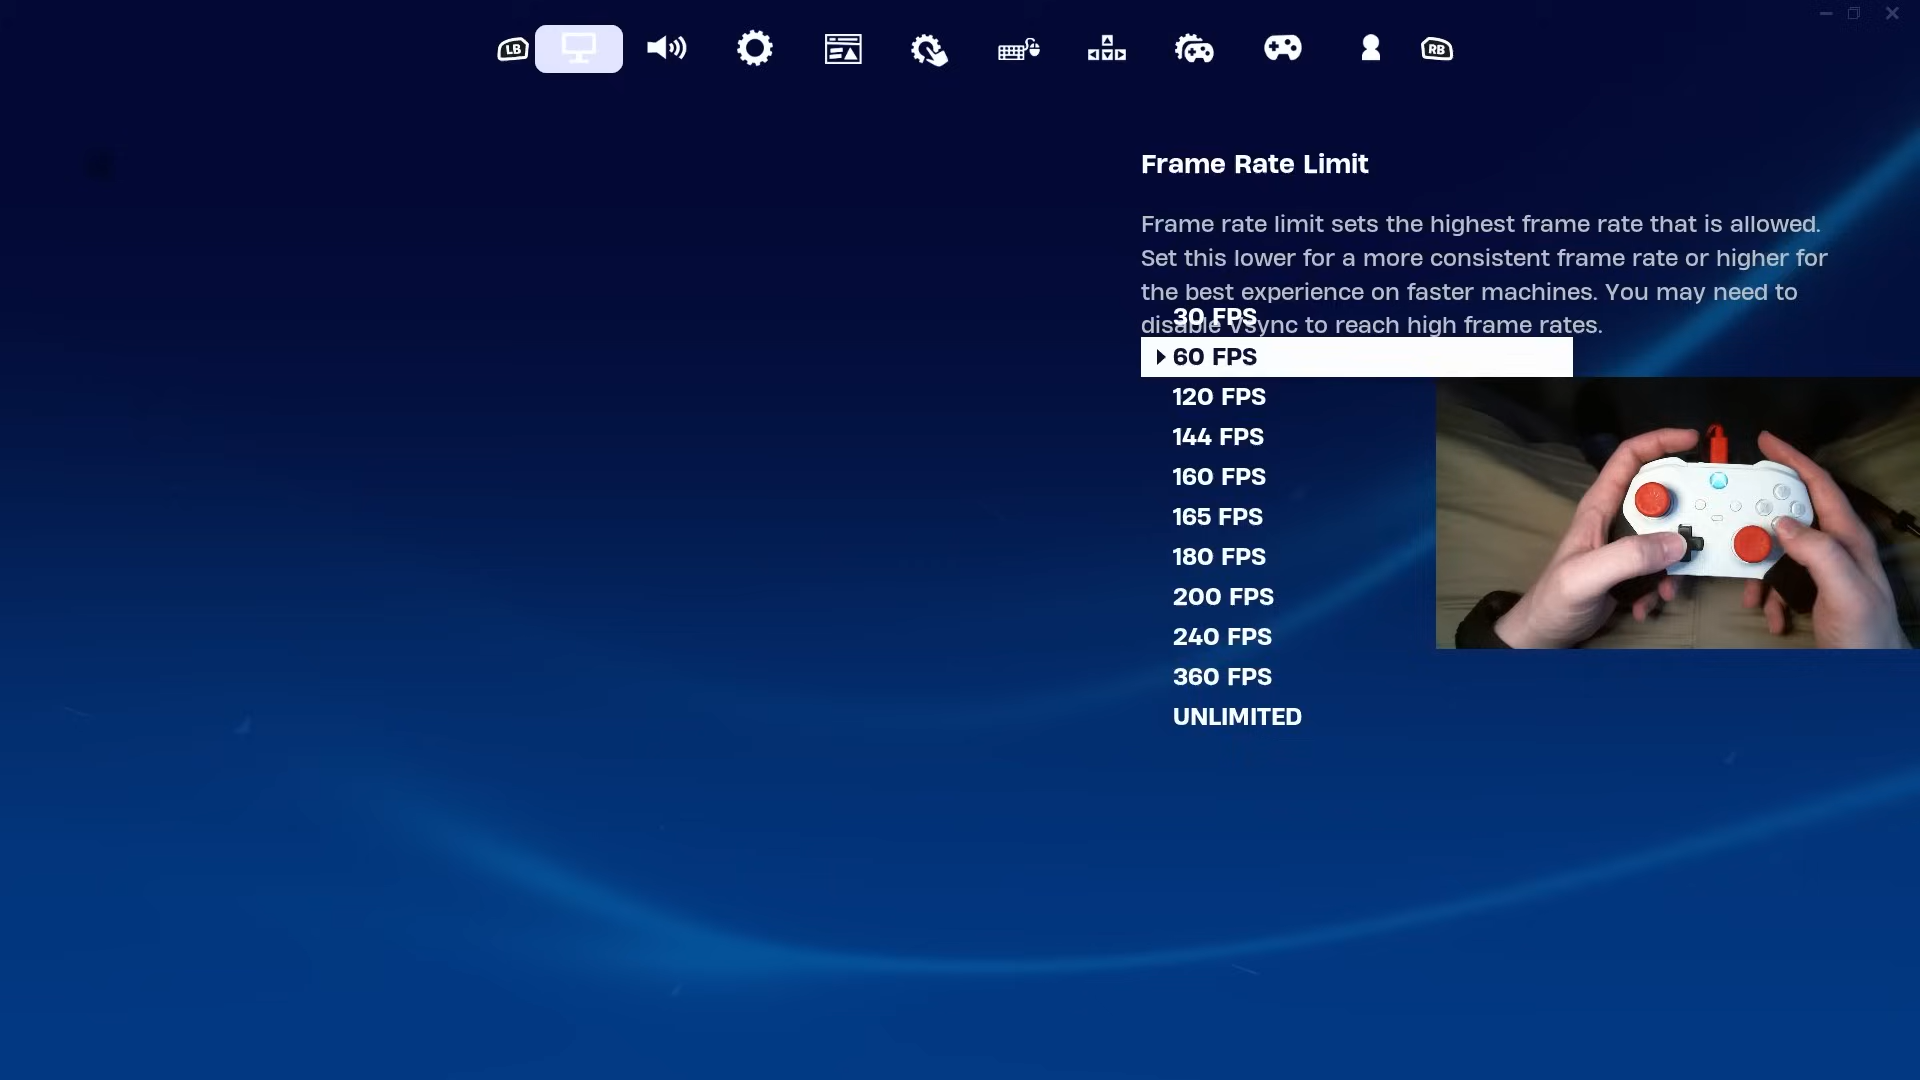 LB
RB
Frame Rate Limit
Frame rate limit sets the highest frame rate that is allowed.
Set this lower for a more consistent frame rate or higher for
the best experience on faster machines. You may need to
disable Vsync to reach high frame rates.
30 FPS
60 FPS
120 FPS
144 FPS
160 FPS
165 FPS
180 FPS
200 FPS
240 FPS
360 FPS
UNLIMITED